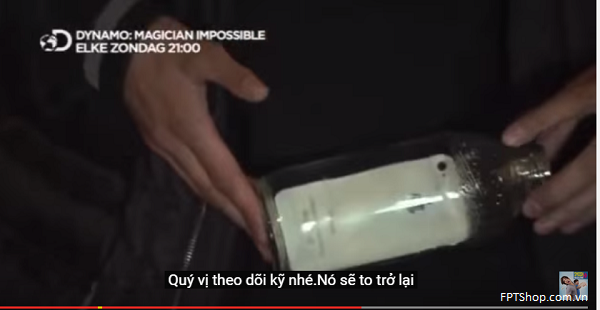 DYNAMO: MAGICIAN IMPOSSIBLE
ELKE ZONDAG 21:00
Quý vị theo dõi kỹ nhé.Nó sẽ to trở lại
FPTShop.com.vn